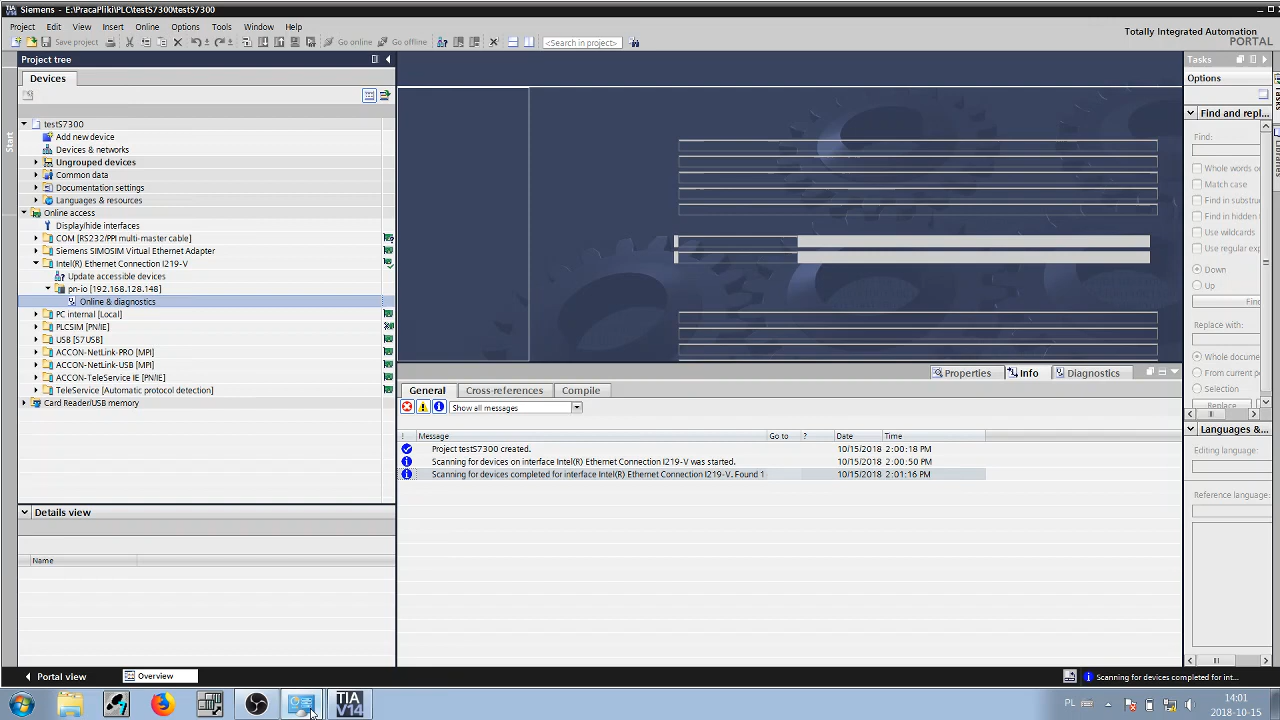 Siemens - E:\PracaPliki\PLC\testS7300\testS7300
Project Edit View Insert Online Options Tools Window Help
Save project Go online Go offline <Search in project>
Totally Integrated Automation
PORTAL
Project tree
Devices
Start
testS7300
Add new device
Devices & networks
Ungrouped devices
Common data
Documentation settings
Languages & resources
Online access
Display/hide interfaces
COM [RS232/PPI multi-master cable]
Siemens SIMOSIM Virtual Ethernet Adapter
Intel(R) Ethernet Connection I219-V
Update accessible devices
pn-io [192.168.128.148]
Online & diagnostics
PC internal [Local]
PLCSIM [PN/IE]
USB [S7USB]
ACCON-NetLink-PRO [MPI]
ACCON-NetLink-USB [MPI]
ACCON-TeleService IE [PN/IE]
TeleService [Automatic protocol detection]
Card Reader/USB memory
Details view
Name
Properties Info Diagnostics
General Cross-references Compile
Show all messages
! Message Go to ? Date Time
Project testS7300 created. 10/15/2018 2:00:18 PM
Scanning for devices on interface Intel(R) Ethernet Connection I219-V was started. 10/15/2018 2:00:50 PM
Scanning for devices completed for interface Intel(R) Ethernet Connection I219-V. Found 1 10/15/2018 2:01:16 PM
Tasks
Options
Find and repl...
Find:
Whole words o
Match case
Find in substruc
Find in hidden
Use wildcards
Use regular exp
Down
Up
Find
Replace with:
Whole docume
From current p
Selection
Replace
Languages &...
Editing language:
Reference language:
Tasks
Libraries
Portal view Overview Scanning for devices completed for int...
TIA V14
PL 14:01
2018-10-15